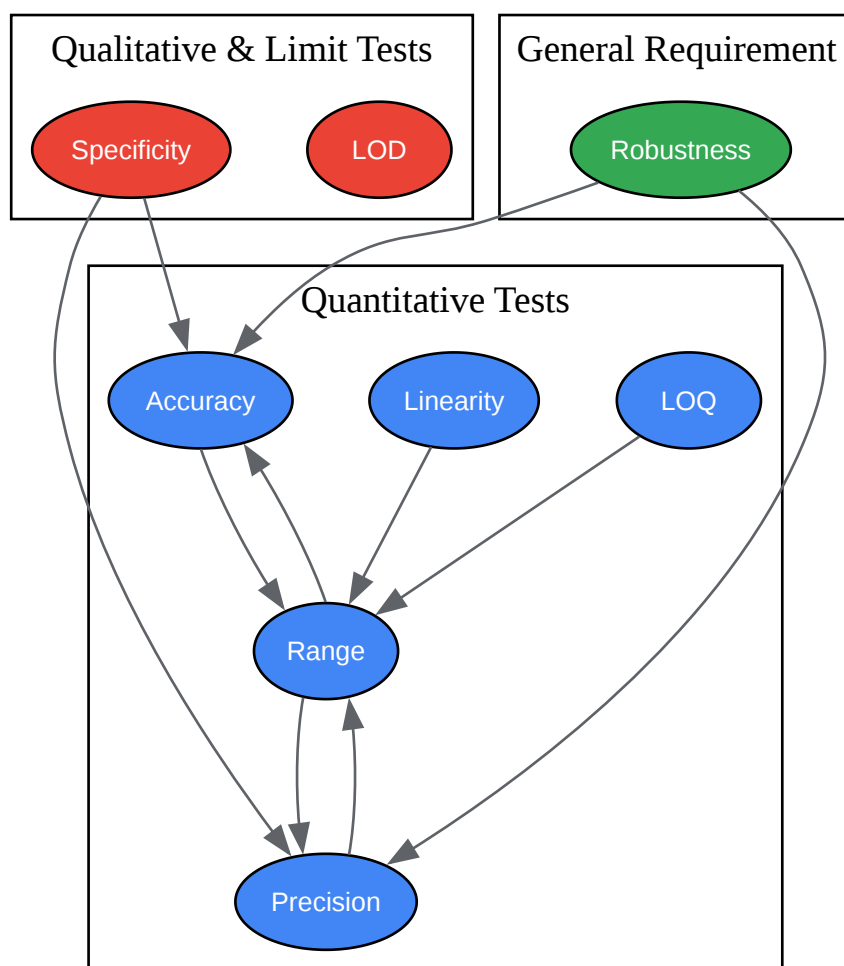 Qualitative & Limit Tests
General Requirement
Specificity
LOD
Robustness
Quantitative Tests
Accuracy
Linearity
LOQ
Range
Precision